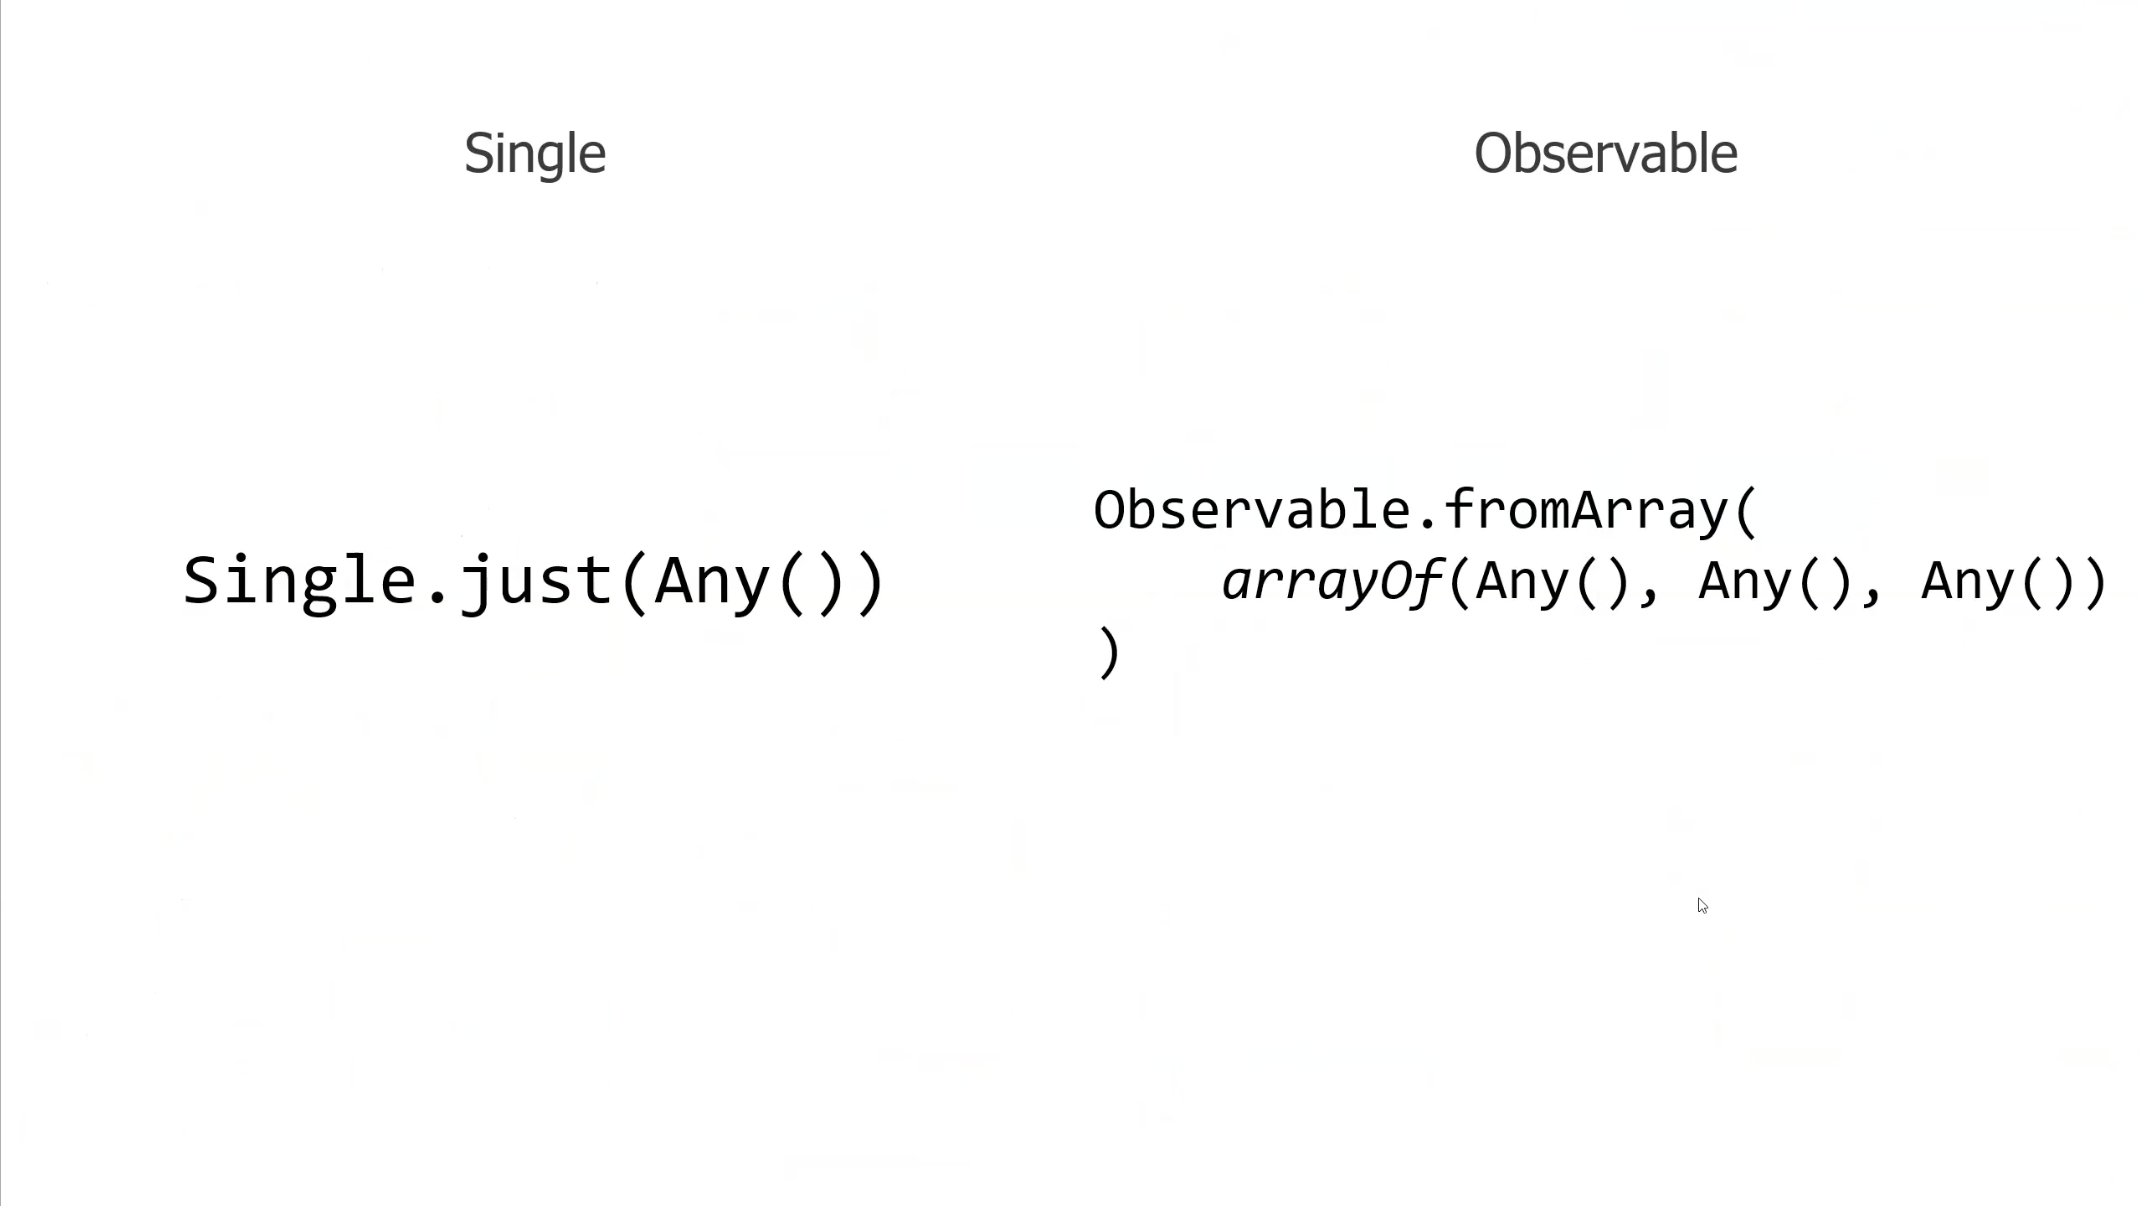 Single
Observable
Single.just(Any())
Observable.fromArray(
    arrayOf(Any(), Any(), Any())
)